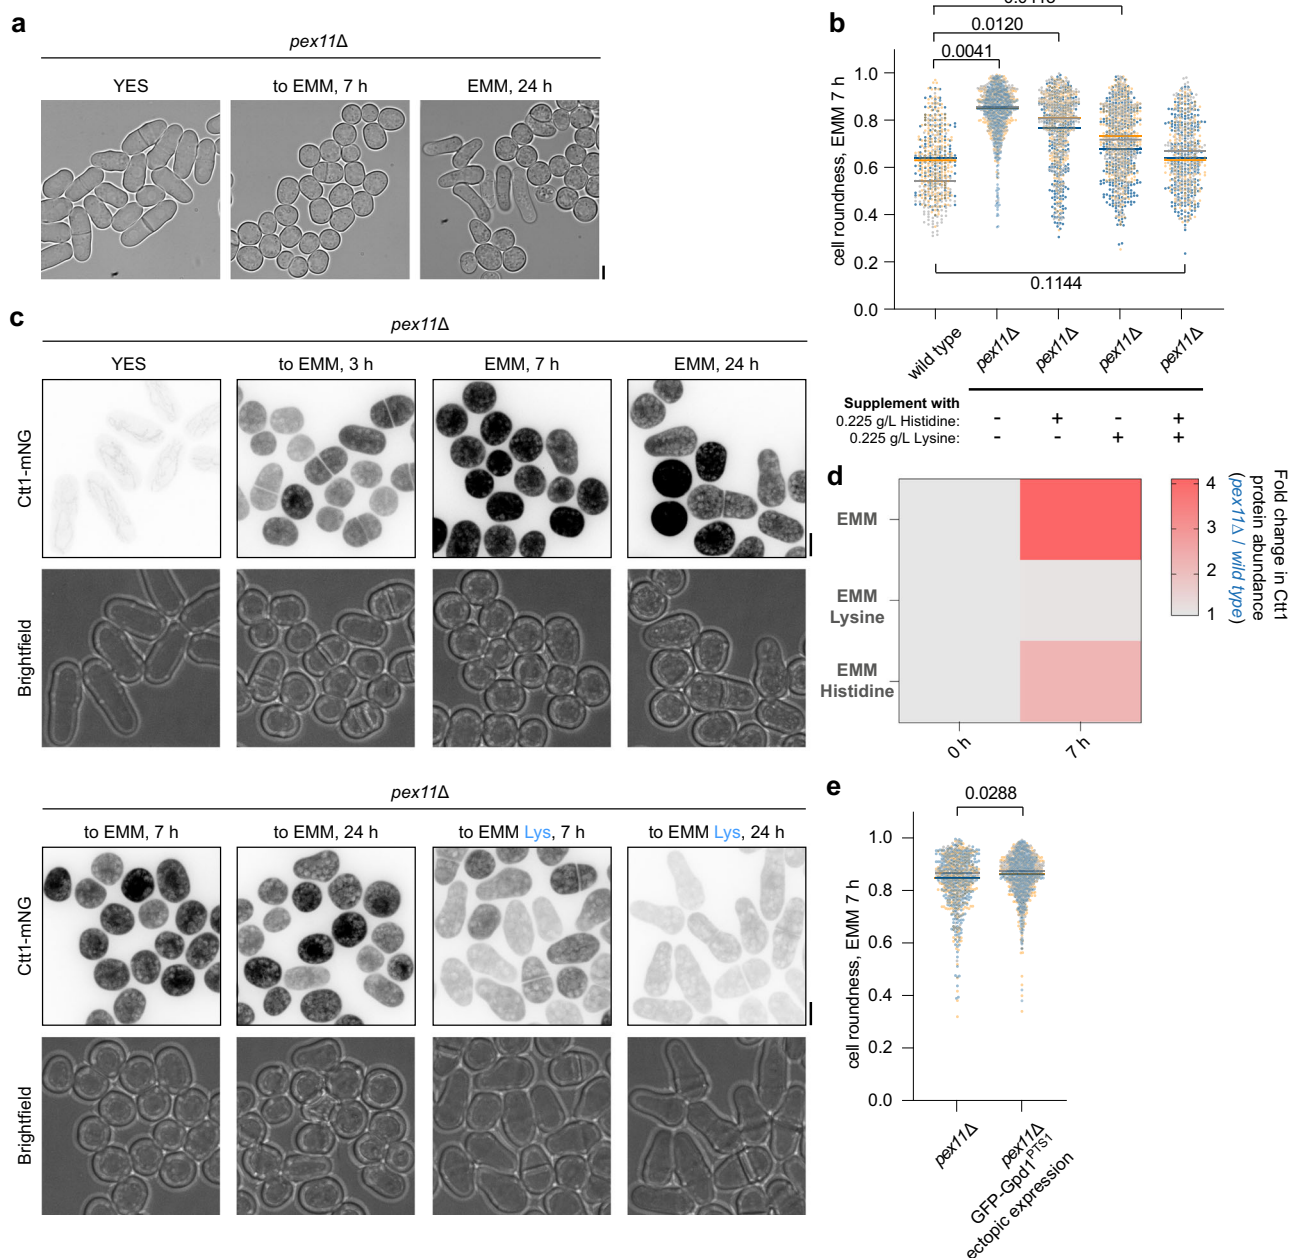 a
pex11Δ
YES
to EMM, 7 h
EMM, 24 h
b
0.0120
0.0041
cell roundness, EMM 7 h
1.0
0.8
0.6
0.4
0.2
0.0
0.1144
wild type
pex11Δ
pex11Δ
pex11Δ
pex11Δ
Supplement with
0.225 g/L Histidine: - + - +
0.225 g/L Lysine: - - + +
c
pex11Δ
YES
to EMM, 3 h
EMM, 7 h
EMM, 24 h
Ctt1-mNG
Brightfield
pex11Δ
to EMM, 7 h
to EMM, 24 h
to EMM Lys, 7 h
to EMM Lys, 24 h
Ctt1-mNG
Brightfield
d
EMM
EMM
Lysine
EMM
Histidine
0 h
7 h
4
3
2
1
Fold change in Ctt1
protein abundance
(pex11Δ / wild type)
e
0.0288
cell roundness, EMM 7 h
1.0
0.8
0.6
0.4
0.2
0.0
pex11Δ
pex11Δ
GFP-Gpd1PTS1
ectopic expression